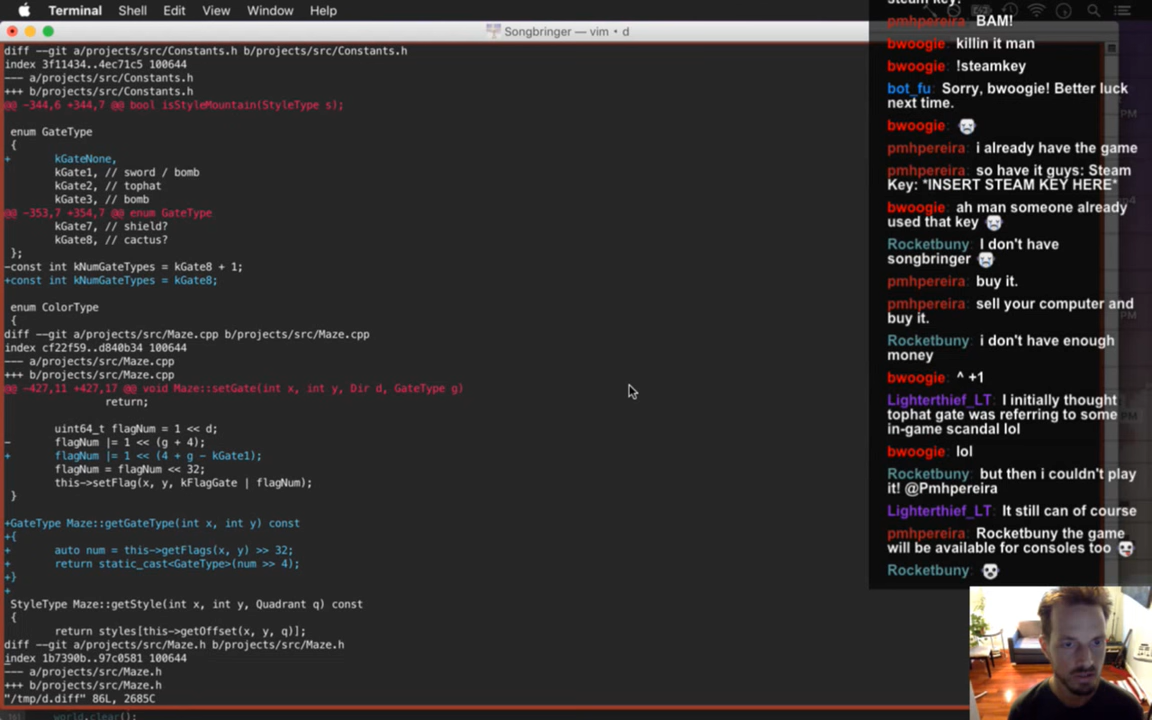 Terminal Shell Edit View Window Help
Songbringer — vim • d
diff --git a/projects/src/Constants.h b/projects/src/Constants.h
index 3f11434..4ec71c5 100644
--- a/projects/src/Constants.h
+++ b/projects/src/Constants.h
@@ -344,6 +344,7 @@ bool isStyleMountain(StyleType s);
enum GateType
{
+ kGateNone,
kGate1, // sword / bomb
kGate2, // tophat
kGate3, // bomb
@@ -353,7 +354,7 @@ enum GateType
kGate7, // shield?
kGate8, // cactus?
};
-const int kNumGateTypes = kGate8 + 1;
+const int kNumGateTypes = kGate8;
enum ColorType
{
diff --git a/projects/src/Maze.cpp b/projects/src/Maze.cpp
index cf22f59..d840b34 100644
--- a/projects/src/Maze.cpp
+++ b/projects/src/Maze.cpp
@@ -427,11 +427,17 @@ void Maze::setGate(int x, int y, Dir d, GateType g)
return;
uint64_t flagNum = 1 << d;
- flagNum |= 1 << (g + 4);
+ flagNum |= 1 << (4 + g - kGate1);
flagNum = flagNum << 32;
this->setFlag(x, y, kFlagGate | flagNum);
}
+GateType Maze::getGateType(int x, int y) const
+{
+ auto num = this->getFlags(x, y) >> 32;
+ return static_cast<GateType>(num >> 4);
+}
+
StyleType Maze::getStyle(int x, int y, Quadrant q) const
{
return styles[this->getOffset(x, y, q)];
diff --git a/projects/src/Maze.h b/projects/src/Maze.h
index 1b7390b..97c0581 100644
--- a/projects/src/Maze.h
+++ b/projects/src/Maze.h
"/tmp/d.diff" 86L, 2685C
world.clear();
steam key!
pmhpereira: BAM!
bwoogie: killin it man
bwoogie: !steamkey
bot_fu: Sorry, bwoogie! Better luck
next time.
bwoogie:
pmhpereira: i already have the game
pmhpereira: so have it guys: Steam
Key: *INSERT STEAM KEY HERE*
bwoogie: ah man someone already
used that key
Rocketbuny: I don't have
songbringer
pmhpereira: buy it.
pmhpereira: sell your computer and
buy it.
Rocketbuny: i don't have enough
money
bwoogie: ^ +1
Lighterthief_LT: I initially thought
tophat gate was referring to some
in-game scandal lol
bwoogie: lol
Rocketbuny: but then i couldn't play
it! @Pmhpereira
Lighterthief_LT: It still can of course
pmhpereira: Rocketbuny the game
will be available for consoles too
Rocketbuny:
PM
PM
PM